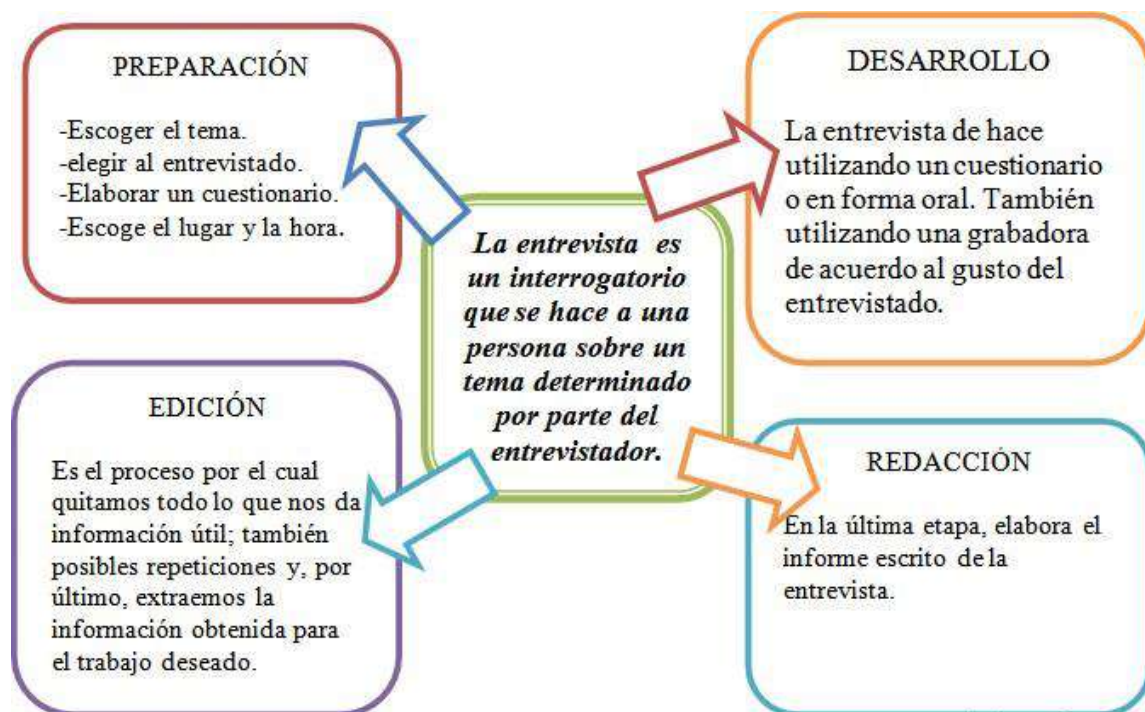 PREPARACIÓN
-Escoger el tema.
-elegir al entrevistado.
-Elaborar un cuestionario.
-Escoge el lugar y la hora.
DESARROLLO
La entrevista de hace
utilizando un cuestionario
o en forma oral. También
utilizando una grabadora
de acuerdo al gusto del
entrevistado.
La entrevista es
un interrogatorio
que se hace a una
persona sobre un
tema determinado
por parte del
entrevistador.
EDICIÓN
Es el proceso por el cual
quitamos todo lo que nos da
información útil; también
posibles repeticiones y, por
último, extraemos la
información obtenida para
el trabajo deseado.
REDACCIÓN
En la última etapa, elabora el
informe escrito de la
entrevista.